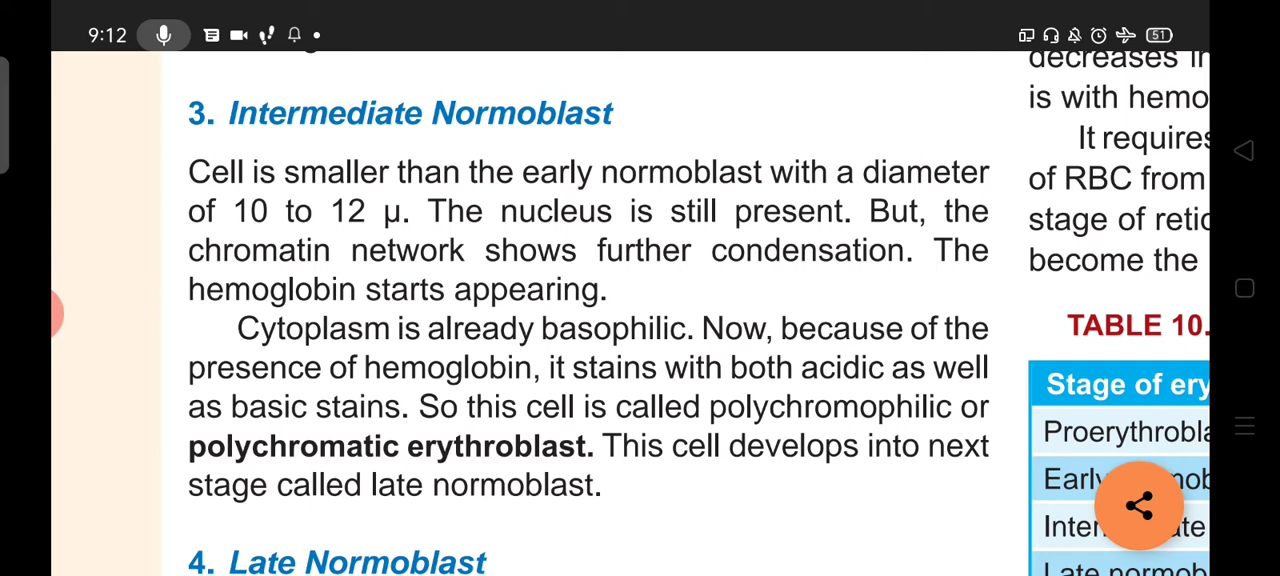 9:12
51
3. Intermediate Normoblast
Cell is smaller than the early normoblast with a diameter
of 10 to 12 μ. The nucleus is still present. But, the
chromatin network shows further condensation. The
hemoglobin starts appearing.
Cytoplasm is already basophilic. Now, because of the
presence of hemoglobin, it stains with both acidic as well
as basic stains. So this cell is called polychromophilic or
polychromatic erythroblast. This cell develops into next
stage called late normoblast.
4. Late Normoblast
decreases in
is with hemo
It requires
of RBC from
stage of retic
become the
TABLE 10.
Stage of ery
Proerythrobla
Early
Late normob